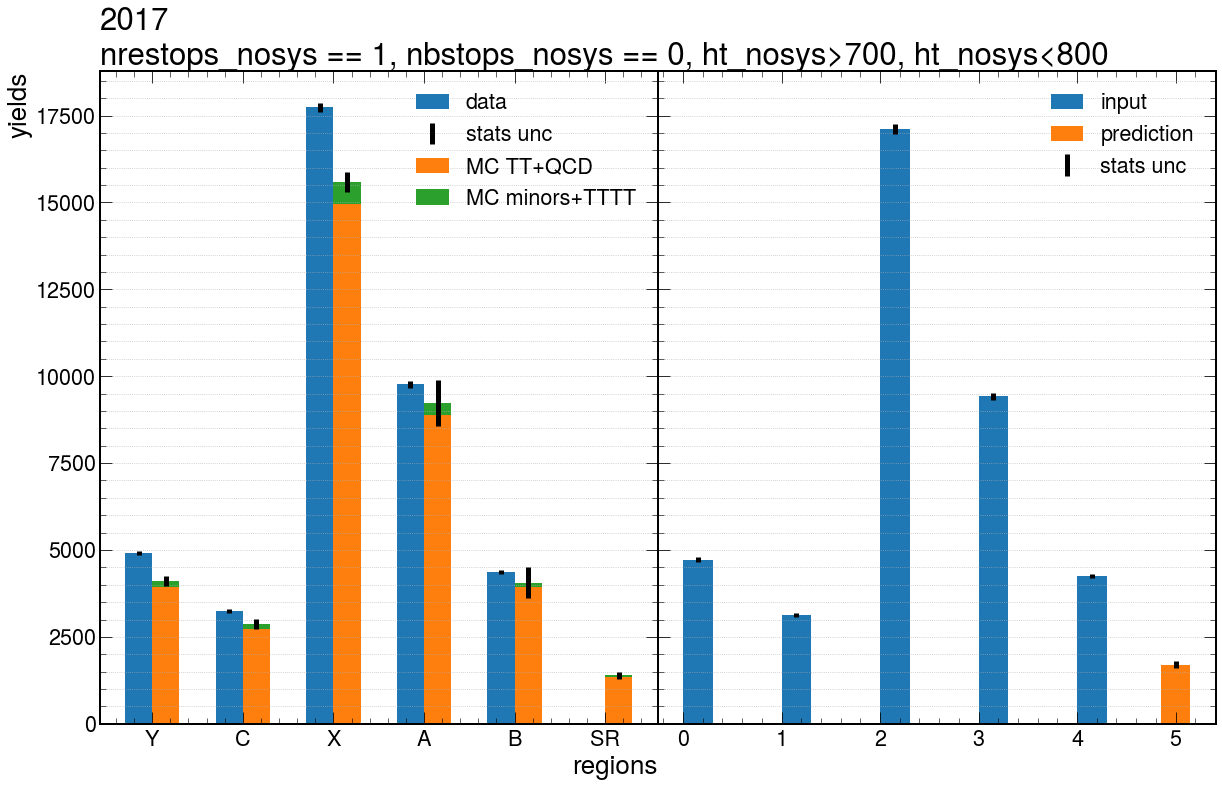 2017
nrestops_nosys == 1, nbstops_nosys == 0, ht_nosys>700, ht_nosys<800
yields
17500
15000
12500
10000
7500
5000
2500
0
data
stats unc
MC TT+QCD
MC minors+TTTT
input
prediction
stats unc
Y C X A B SR
0 1 2 3 4 5
regions